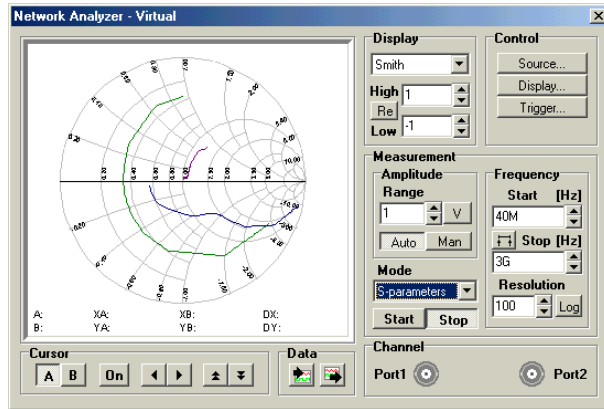 Network Analyzer - Virtual
Display
Smith
High 1
Re
Low -1
Control
Source...
Display...
Trigger...
Measurement
Amplitude
Range
1 V
Auto Man
Mode
S-parameters
Start Stop
Frequency
Start [Hz]
40M
Stop [Hz]
3G
Resolution
100 Log
A: XA: XB: DX:
B: YA: YB: DY:
Cursor
A B On
Data
Channel
Port1 Port2